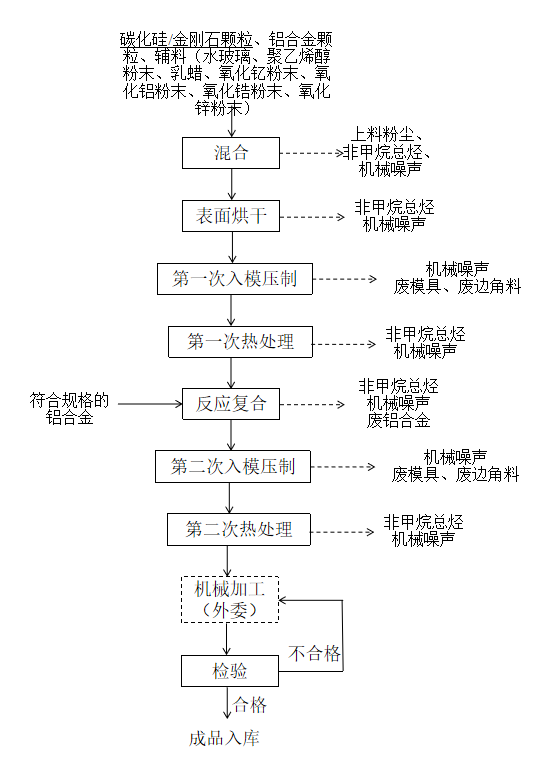 碳化硅/金刚石颗粒、铝合金颗
粒、辅料（水玻璃、聚乙烯醇
粉末、乳蜡、氧化钇粉末、氧
化铝粉末、氧化锆粉末、氧化
锌粉末）
混合
上料粉尘、
非甲烷总烃、
机械噪声
表面烘干
非甲烷总烃
机械噪声
第一次入模压制
机械噪声
废模具、废边角料
第一次热处理
非甲烷总烃
机械噪声
符合规格的
铝合金
反应复合
非甲烷总烃
机械噪声
废铝合金
第二次入模压制
机械噪声
废模具、废边角料
第二次热处理
非甲烷总烃
机械噪声
机械加工
（外委）
不合格
检验
合格
成品入库